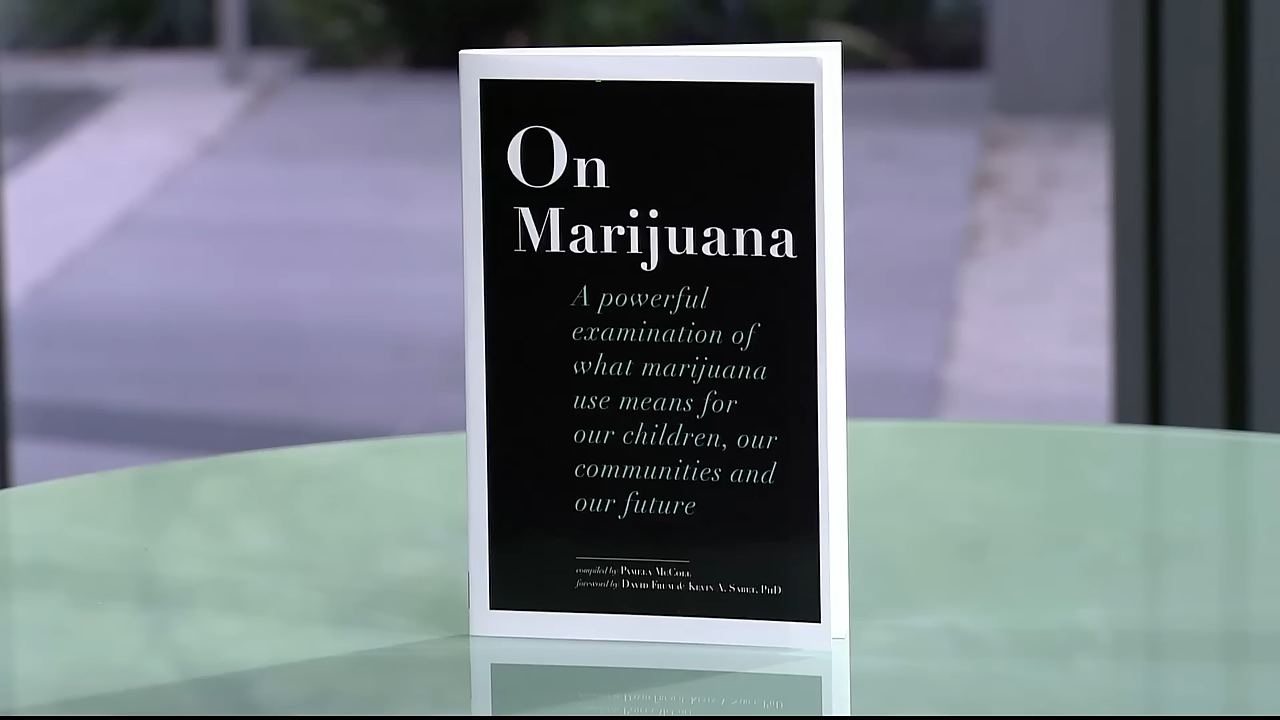 On
Marijuana
A powerful
examination of
what marijuana
use means for
our children, our
communities and
our future
compiled by PAMELA MCCOLL
foreword by DAVID FRUM & KEVIN A. SABET, PHD